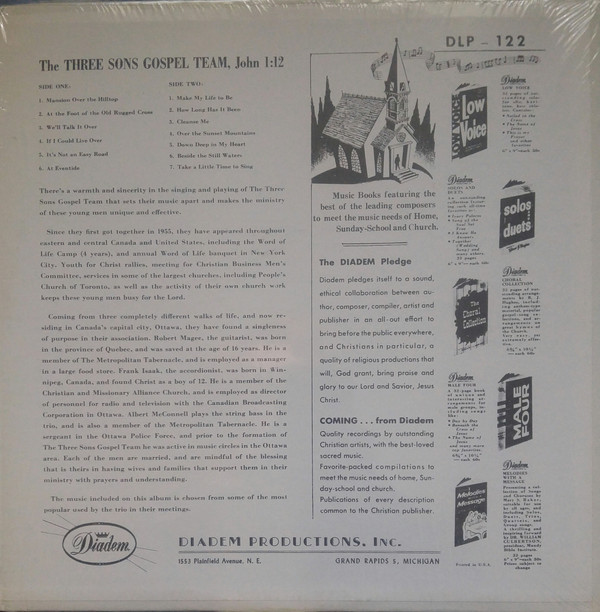 DLP - 122
The THREE SONS GOSPEL TEAM, John 1:12
SIDE ONE:
1. Mansion Over the Hilltop
2. At the Foot of the Old Rugged Cross
3. We'll Talk It Over
4. If I Could Live Over
5. It's Not an Easy Road
6. At Eventide
SIDE TWO:
1. Make My Life to Be
2. How Long Has It Been
3. Choose Me
4. Over the Sunset Mountains
5. Down Deep in My Heart
6. Beside the Still Waters
7. Take a Little Time to Sing
There's a warmth and sincerity in the singing and playing of The Three
Sons Gospel Team that sets their music apart and makes the ministry
of these young men unique and effective.
Since they first got together in 1955, they have appeared throughout
eastern and central Canada and United States, including the Word of
Life Camp (4 years), and annual Word of Life banquet in New York
City, Youth for Christ rallies, meeting for Christian Business Men's
Committee, services in some of the largest churches, including People's
Church of Toronto, as well as the activity of their own church work
keeps these young men busy for the Lord.
Coming from three completely different walks of life, and now re-
siding in Canada's capital city, Ottawa, they have found a singleness
of purpose in their association. Robert Magee, the guitarist, was born
in the province of Quebec, and was saved at the age of 16 years. He is a
member of The Metropolitan Tabernacle, and is employed as a manager
in a large food store. Frank Isaak, the accordionist, was born in Win-
nipeg, Canada, and found Christ as a boy of 12. He is a member of the
Christian and Missionary Alliance Church, and is employed as director
of personnel for radio and television with the Canadian Broadcasting
Corporation in Ottawa. Albert McConnell plays the string bass in the
trio, and is also a member of the Metropolitan Tabernacle. He is a
sergeant in the Ottawa Police Force, and prior to the formation of
The Three Sons Gospel Team he was active in music circles in the Ottawa
area. Each of the men are married, and are mindful of the blessing
that is theirs in having wives and families that support them in their
ministry with prayers and understanding.
The music included on this album is chosen from some of the most
popular used by the trio in their meetings.
Music Books featuring the
best of the leading composers
to meet the music needs of Home,
Sunday-School and Church.
The DIADEM Pledge
Diadem pledges itself to a sound,
ethical collaboration between au-
thor, composer, compiler, artist and
publisher in an all-out effort to
bring before the public everywhere,
and Christians in particular, a
quality of religious productions that
will, God grant, bring praise and
glory to our Lord and Savior, Jesus
Christ.
COMING . . . from Diadem
Quality recordings by outstanding
Christian artists, with the best-loved
sacred music.
Favorite-packed compilations to
meet the music needs of home, Sun-
day-school and church.
Publications of every description
common to the Christian publisher.
Diadem
LOW VOICE
Low
Voice
Diadem
SOLOS AND
DUETS
solos
duets
Diadem
CHORAL
COLLECTION
The
Choral
Collection
Diadem
MALE FOUR
MALE
FOUR
Diadem
MELODIES
WITH A
MESSAGE
Melodies
Message
Printed in U.S.A.
Diadem
DIADEM PRODUCTIONS, INC.
1553 Plainfield Avenue, N. E.
GRAND RAPIDS 5, MICHIGAN